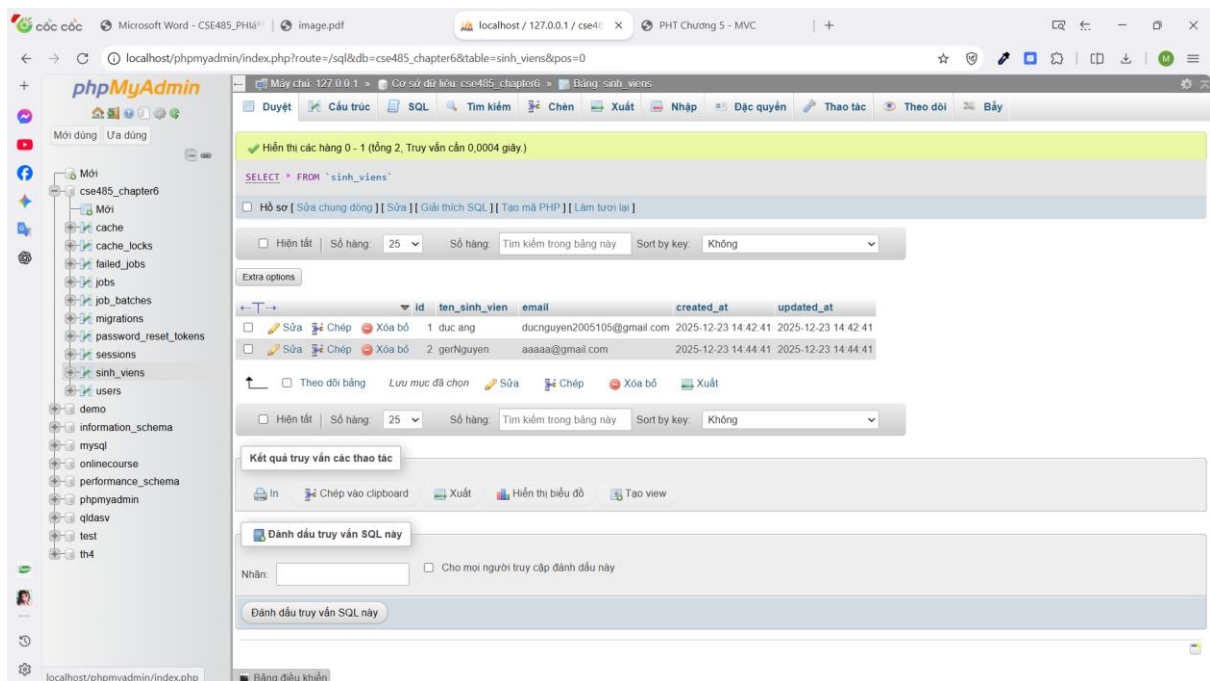 cốc cốc
Microsoft Word - CSE485_PHIáº
image.pdf
localhost / 127.0.0.1 / cse48
PHT Chương 5 - MVC
localhost/phpmyadmin/index.php?route=/sql&db=cse485_chapter6&table=sinh_viens&pos=0
M
phpMyAdmin
Mới dùng Ưa dùng
Mới
cse485_chapter6
Mới
cache
cache_locks
failed_jobs
jobs
job_batches
migrations
password_reset_tokens
sessions
sinh_viens
users
demo
information_schema
mysql
onlinecourse
performance_schema
phpmyadmin
qldasv
test
th4
localhost/phpmyadmin/index.php
Máy chủ: 127.0.0.1 » Cơ sở dữ liệu: cse485_chapter6 » Bảng: sinh_viens
Duyệt Cấu trúc SQL Tìm kiếm Chèn Xuất Nhập Đặc quyền Thao tác Theo dõi Bẫy
Hiển thị các hàng 0 - 1 (tổng 2, Truy vấn cần 0,0004 giây.)
SELECT * FROM `sinh_viens`
Hồ sơ [ Sửa chung dòng ] [ Sửa ] [ Giải thích SQL ] [ Tạo mã PHP ] [ Làm tươi lại ]
Hiện tất | Số hàng: 25 Số hàng: Tìm kiếm trong bảng này Sort by key: Không
Extra options
←T→ id ten_sinh_vien email created_at updated_at
Sửa Chép Xóa bỏ 1 duc ang ducnguyen2005105@gmail.com 2025-12-23 14:42:41 2025-12-23 14:42:41
Sửa Chép Xóa bỏ 2 gerNguyen aaaaa@gmail.com 2025-12-23 14:44:41 2025-12-23 14:44:41
Theo dõi bảng Lưu mục đã chọn Sửa Chép Xóa bỏ Xuất
Hiện tất | Số hàng: 25 Số hàng: Tìm kiếm trong bảng này Sort by key: Không
Kết quả truy vấn các thao tác
In Chép vào clipboard Xuất Hiển thị biểu đồ Tạo view
Đánh dấu truy vấn SQL này
Nhãn: Cho mọi người truy cập đánh dấu này
Đánh dấu truy vấn SQL này
Bảng điều khiển